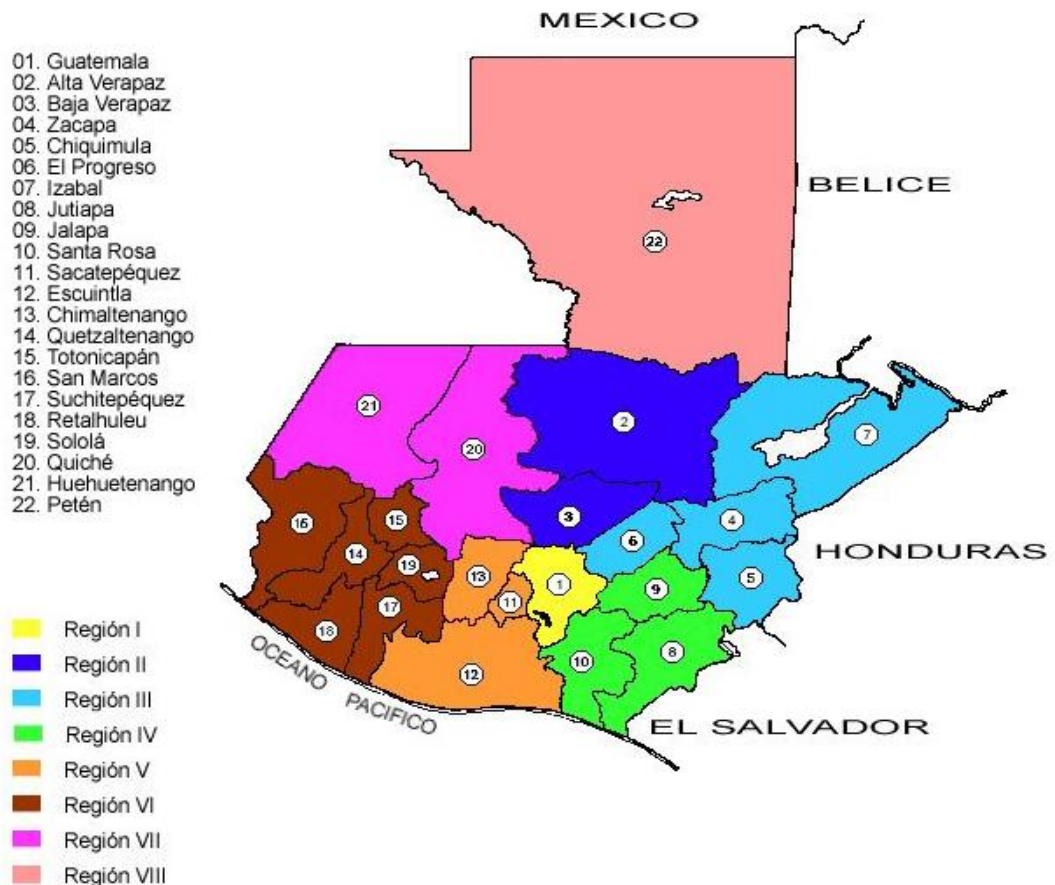 MEXICO
01. Guatemala
02. Alta Verapaz
03. Baja Verapaz
04. Zacapa
05. Chiquimula
06. El Progreso
07. Izabal
08. Jutiapa
09. Jalapa
10. Santa Rosa
11. Sacatepéquez
12. Escuintla
13. Chimaltenango
14. Quetzaltenango
15. Totonicapán
16. San Marcos
17. Suchitepéquez
18. Retalhuleu
19. Sololá
20. Quiché
21. Huehuetenango
22. Petén
BELICE
22
21
2
20
7
16
15
3
4
14
6
19
13
1
5
11
9
17
18
10
8
12
HONDURAS
OCEANO PACIFICO
EL SALVADOR
Región I
Región II
Región III
Región IV
Región V
Región VI
Región VII
Región VIII